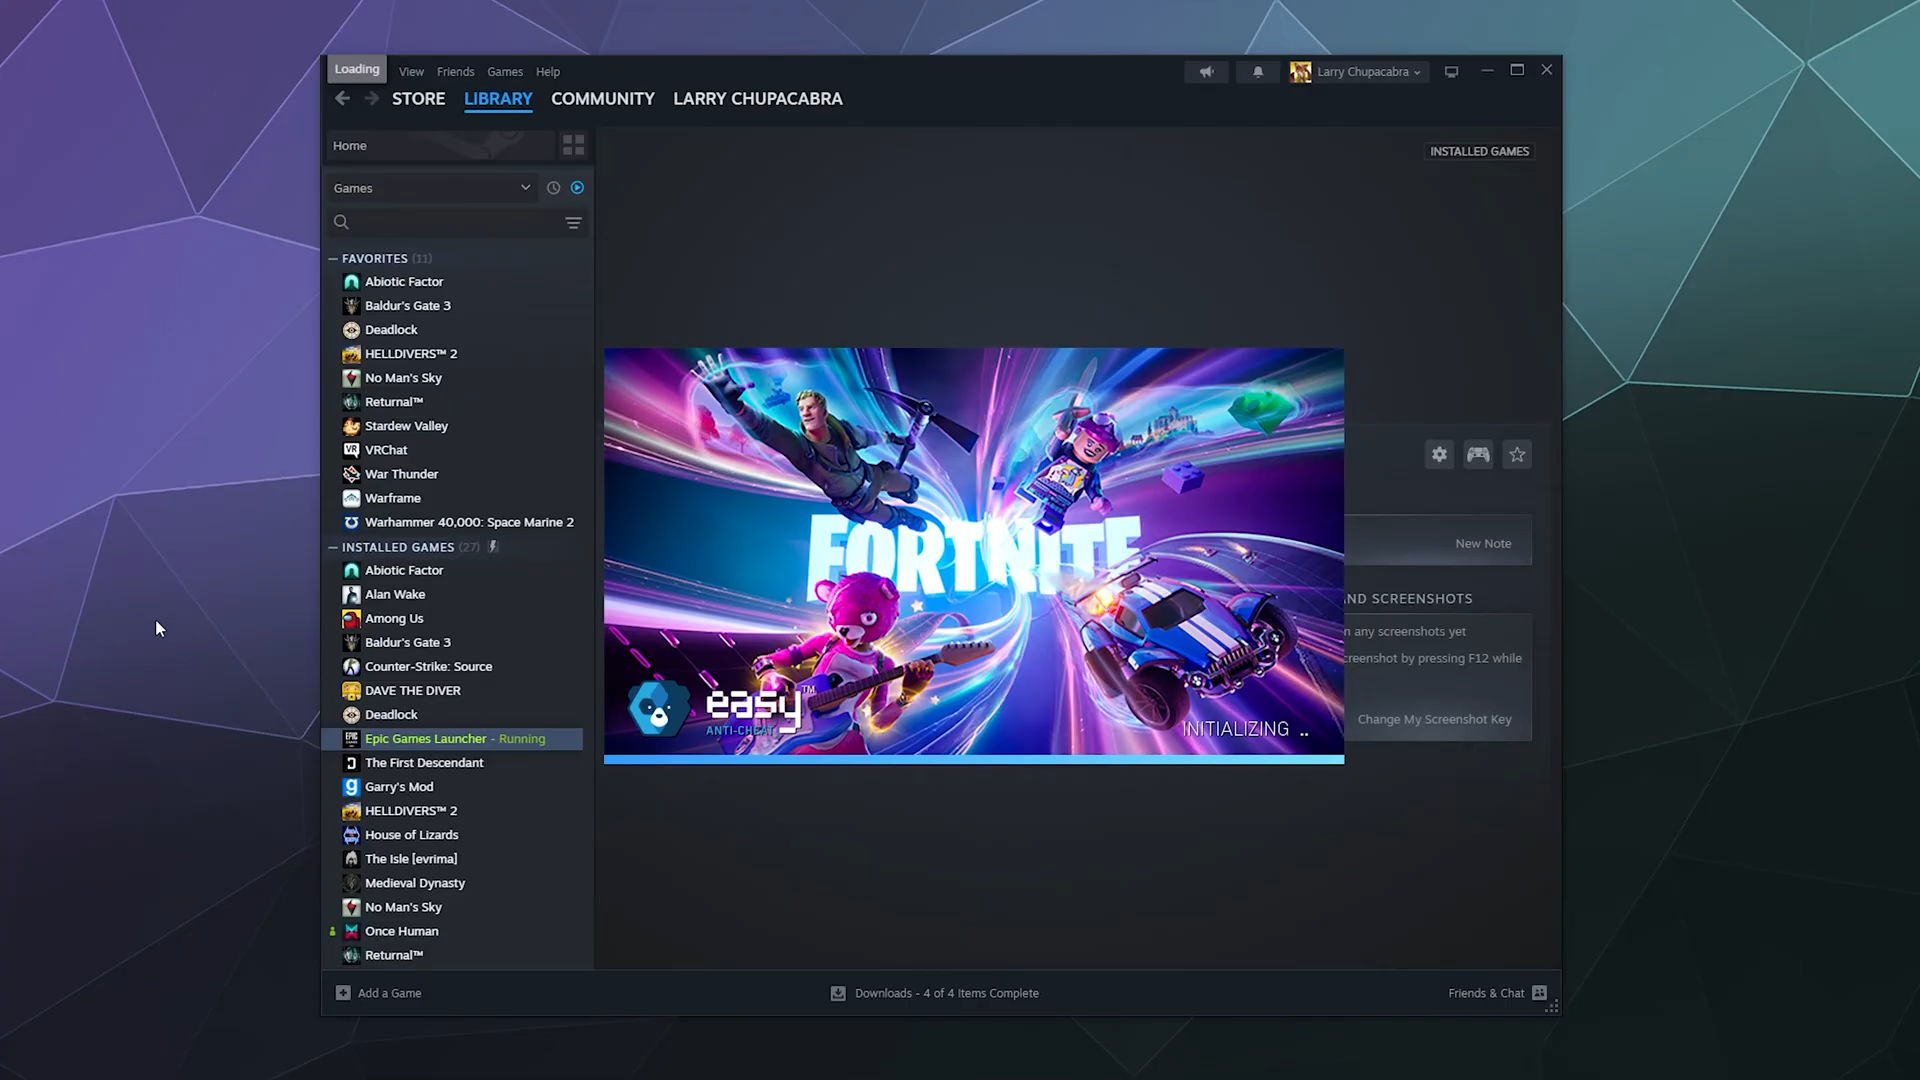 Loading
View Friends Games Help
Larry Chupacabra
STORE LIBRARY COMMUNITY LARRY CHUPACABRA
Home
INSTALLED GAMES
Games
— FAVORITES (11)
Abiotic Factor
Baldur's Gate 3
Deadlock
HELLDIVERS™ 2
No Man's Sky
Returnal™
Stardew Valley
VRChat
War Thunder
Warframe
Warhammer 40,000: Space Marine 2
— INSTALLED GAMES (27)
Abiotic Factor
Alan Wake
Among Us
Baldur's Gate 3
Counter-Strike: Source
DAVE THE DIVER
Deadlock
EPIC
Epic Games Launcher - Running
The First Descendant
Garry's Mod
HELLDIVERS™ 2
House of Lizards
The Isle [evrima]
Medieval Dynasty
No Man's Sky
Once Human
Returnal™
FORTNITE
easy™
ANTI-CHEAT
INITIALIZING ..
New Note
ND SCREENSHOTS
n any screenshots yet
creenshot by pressing F12 while
Change My Screenshot Key
Add a Game
Downloads - 4 of 4 Items Complete
Friends & Chat